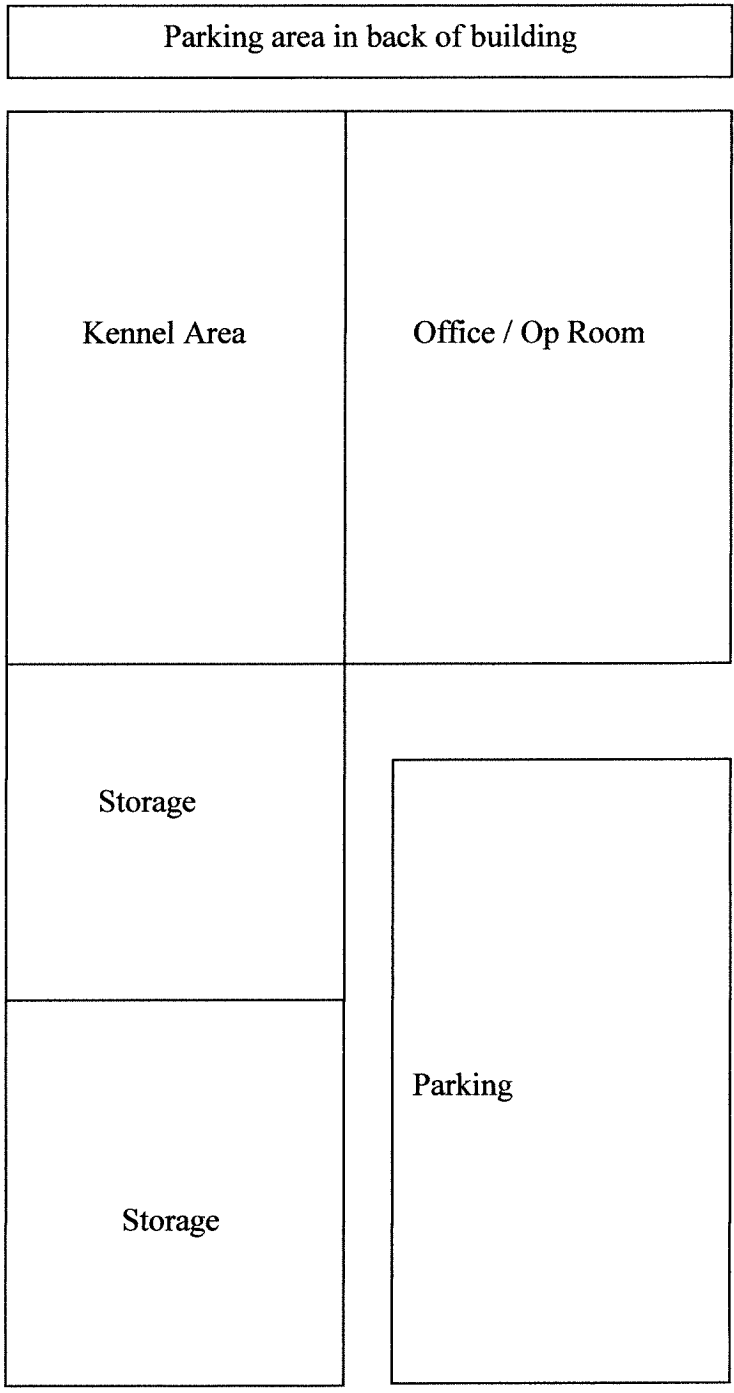 Parking area in back of building
Kennel Area
Office / Op Room
Storage
Parking
Storage